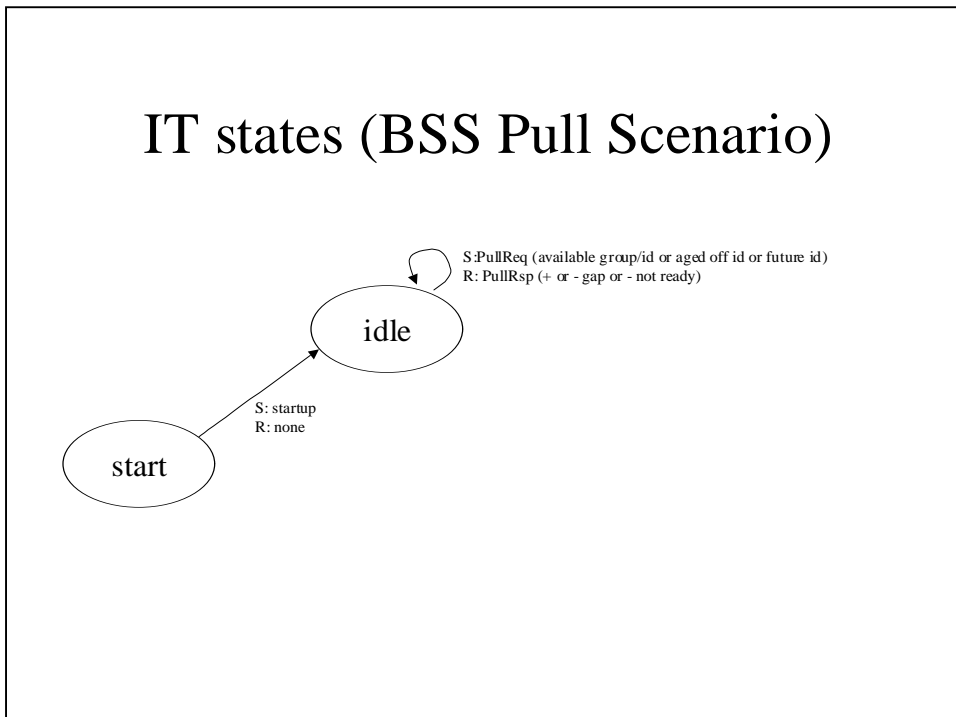 IT states (BSS Pull Scenario)
S:PullReq (available group/id or aged off id or future id)
R: PullRsp (+ or - gap or - not ready)
idle
S: startup
R: none
start